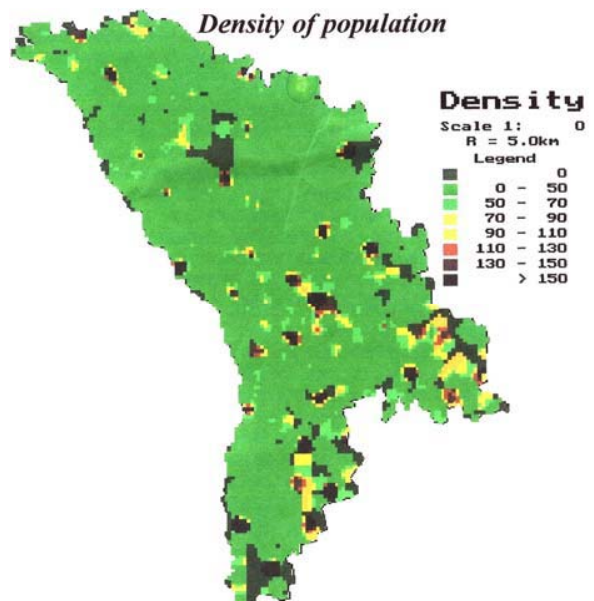 Density of population
Density
Scale 1: 0
R = 5.0km
Legend
0
0 - 50
50 - 70
70 - 90
90 - 110
110 - 130
130 - 150
> 150